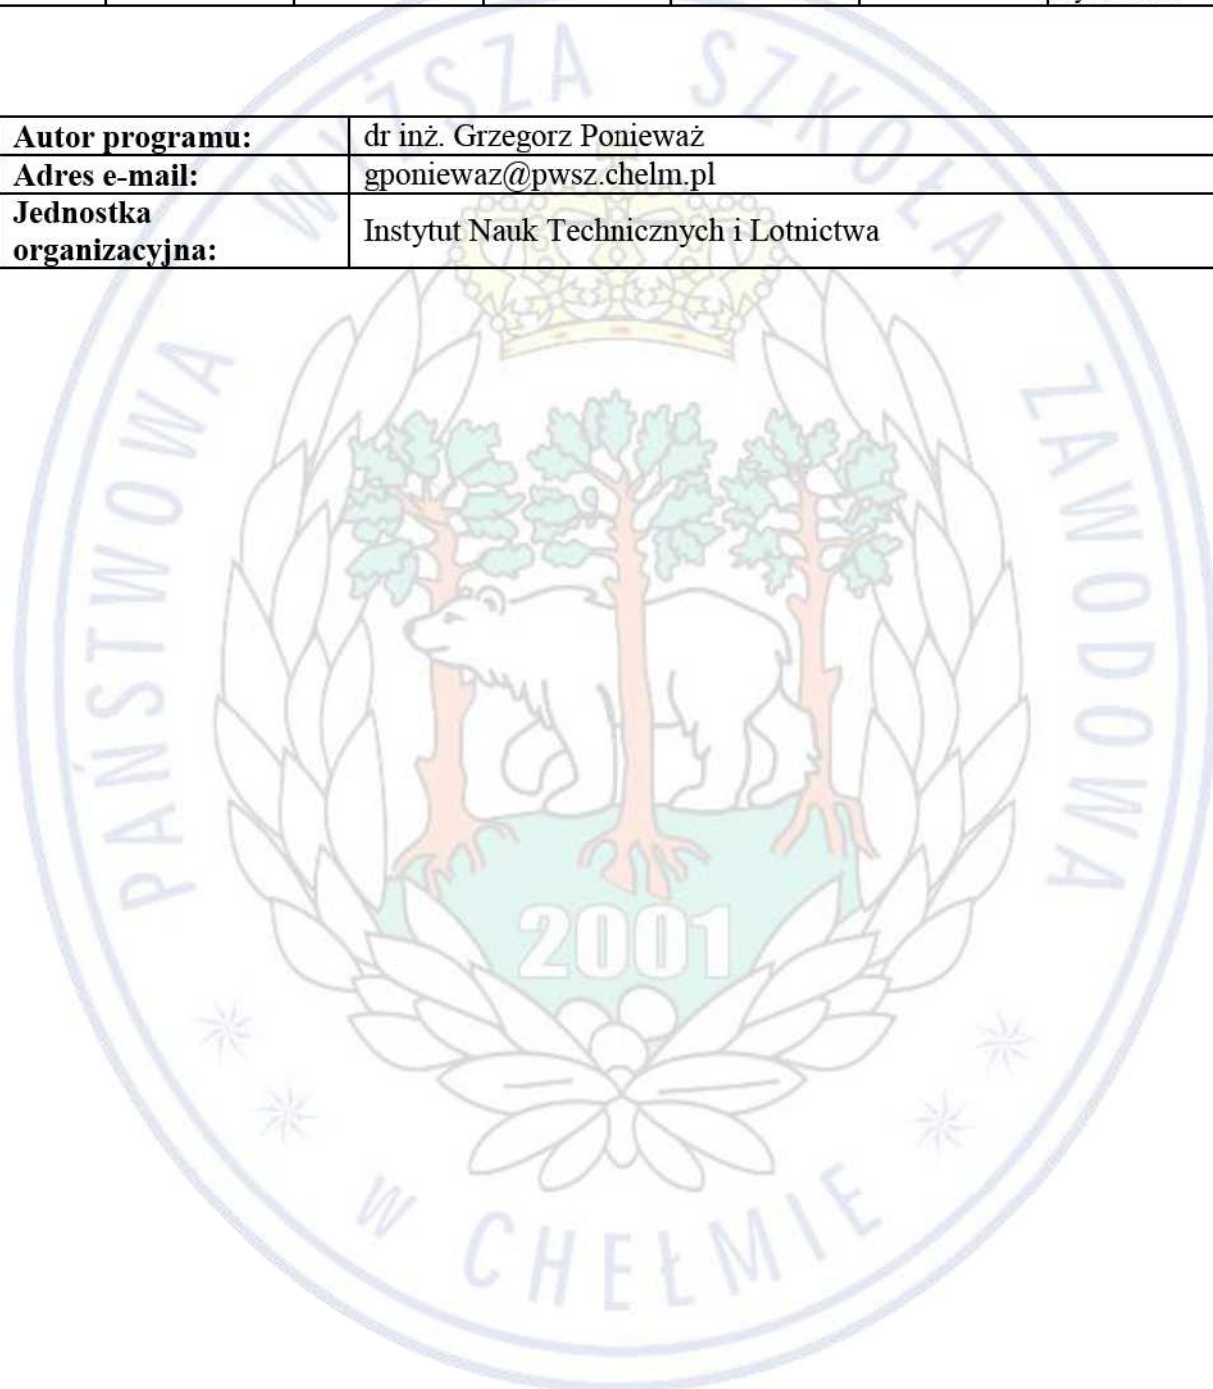 Autor programu: dr inż. Grzegorz Ponieważ
Adres e-mail: gponiewaz@pwsz.chelm.pl
Jednostka
organizacyjna: Instytut Nauk Technicznych i Lotnictwa
PAŃSTWOWA WYŻSZA SZKOŁA ZAWODOWA
2001
W CHEŁMIE